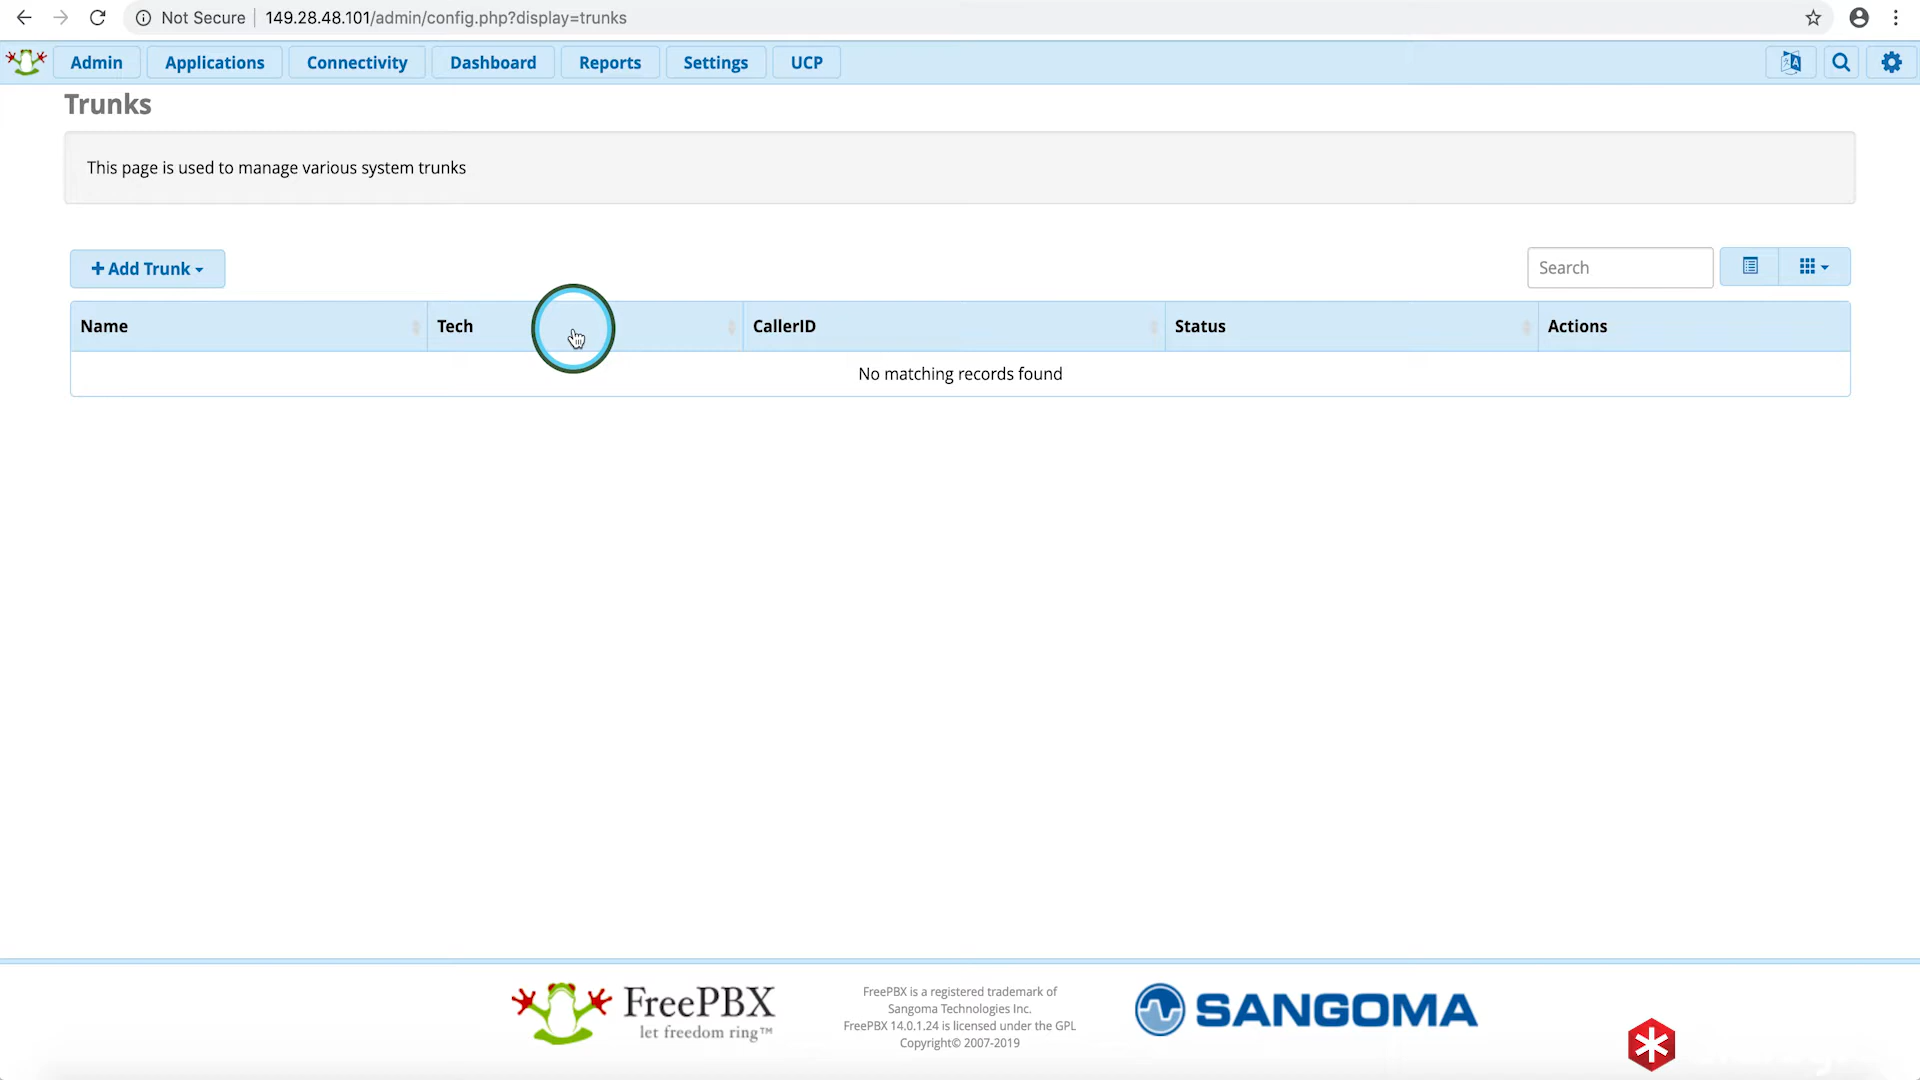 Not Secure 149.28.48.101/admin/config.php?display=trunks
Admin Applications Connectivity Dashboard Reports Settings UCP
Trunks
This page is used to manage various system trunks
Add Trunk Search
Name Tech CallerID Status Actions
No matching records found
FreePBX
let freedom ring™
FreePBX is a registered trademark of
Sangoma Technologies Inc.
FreePBX 14.0.1.24 is licensed under the GPL
Copyright© 2007-2019
SANGOMA